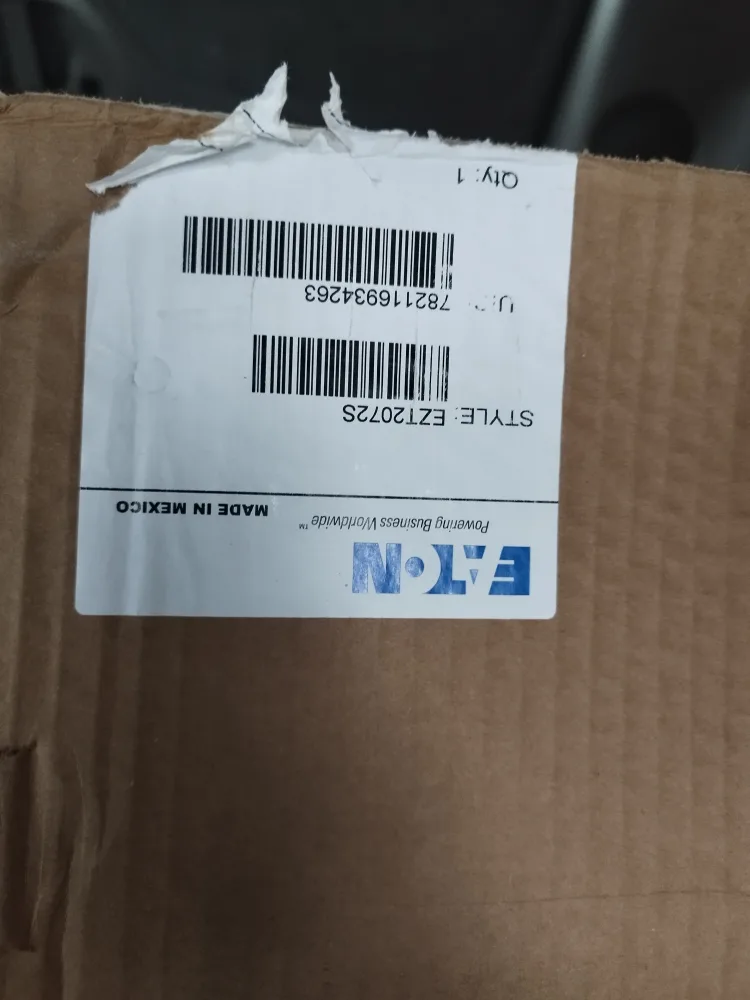 EATON
Powering Business Worldwide™
MADE IN MEXICO
STYLE: EZT2072S
782116934263
Qty: 1